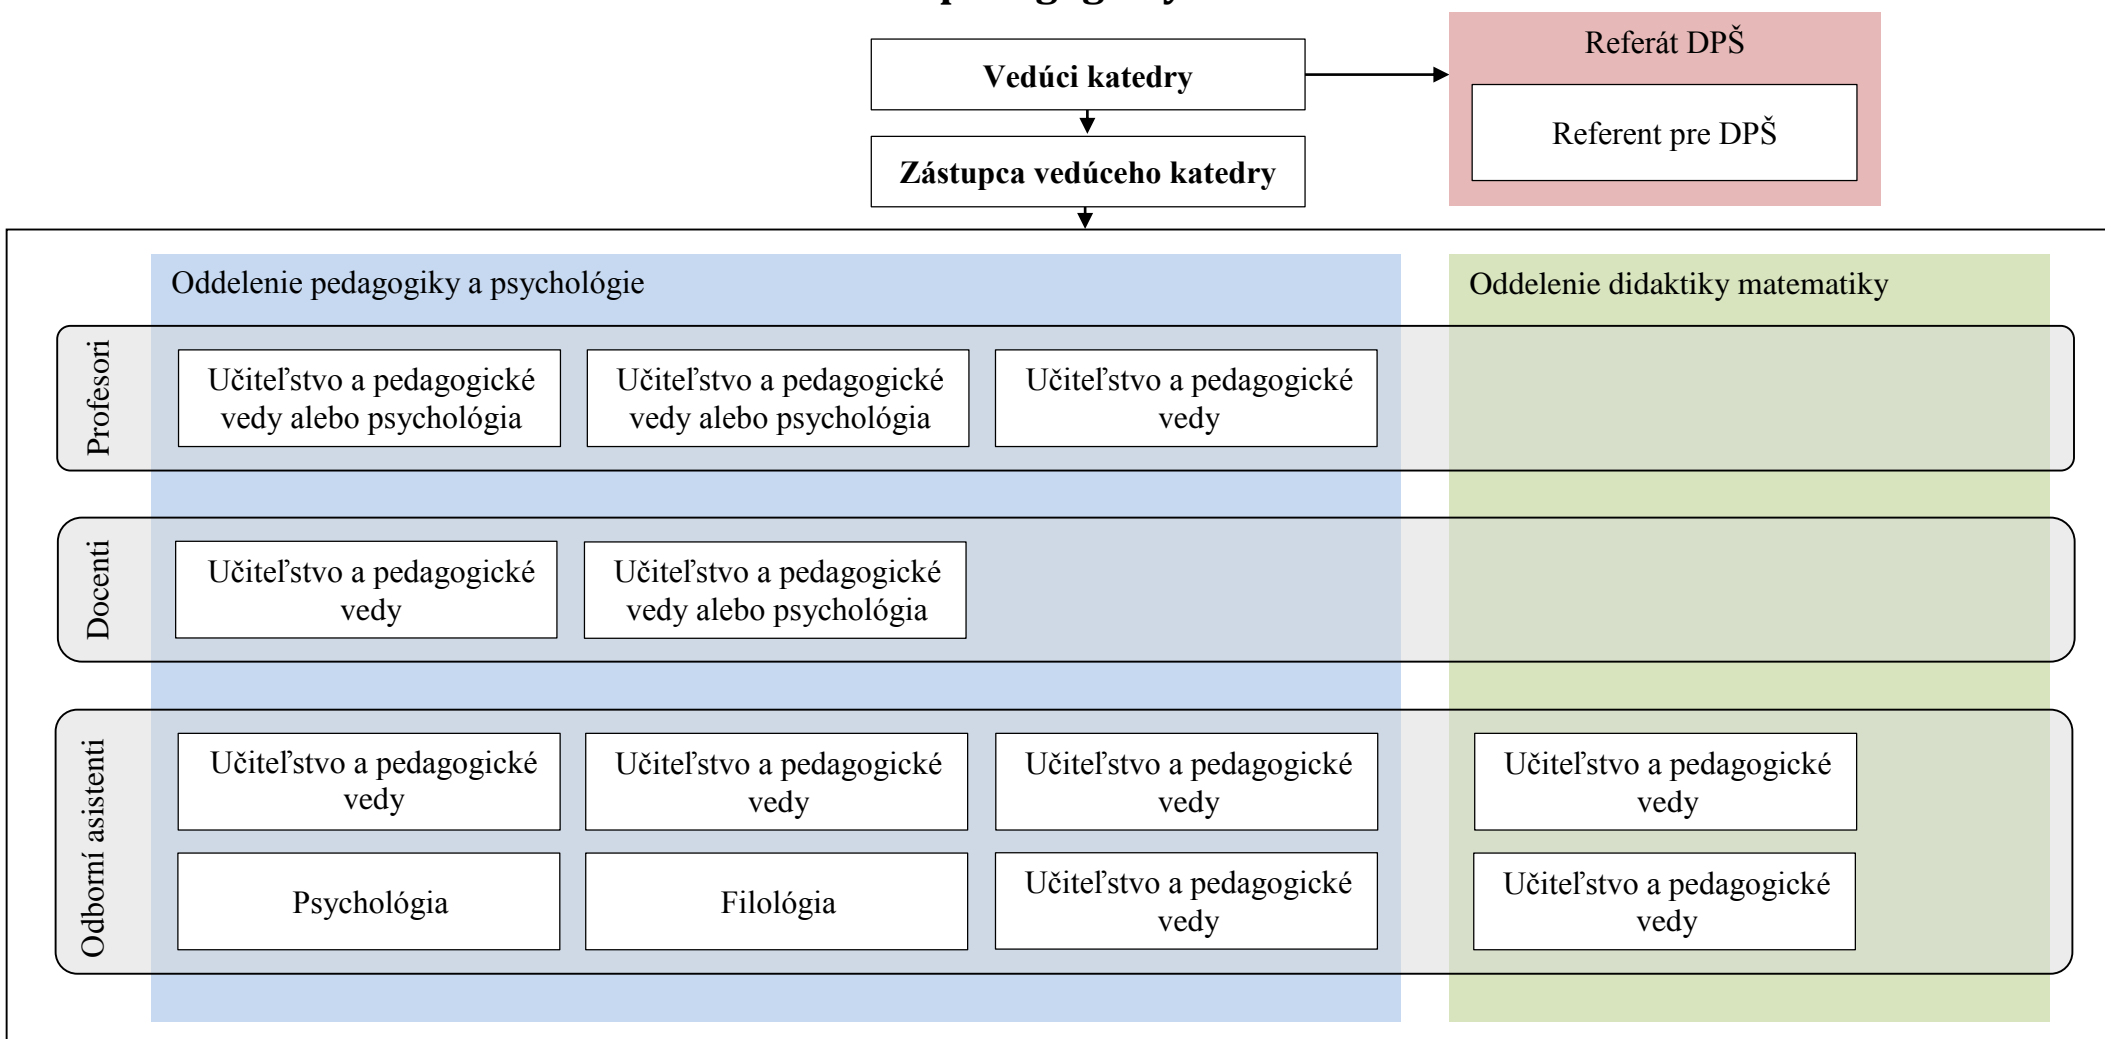 Vedúci katedry
Zástupca vedúceho katedry
Referát DPŠ
Referent pre DPŠ
Oddelenie pedagogiky a psychológie
Oddelenie didaktiky matematiky
Profesori
Učiteľstvo a pedagogické
vedy alebo psychológia
Učiteľstvo a pedagogické
vedy alebo psychológia
Učiteľstvo a pedagogické
vedy
Docenti
Učiteľstvo a pedagogické
vedy
Učiteľstvo a pedagogické
vedy alebo psychológia
Odborní asistenti
Učiteľstvo a pedagogické
vedy
Učiteľstvo a pedagogické
vedy
Učiteľstvo a pedagogické
vedy
Učiteľstvo a pedagogické
vedy
Psychológia
Filológia
Učiteľstvo a pedagogické
vedy
Učiteľstvo a pedagogické
vedy